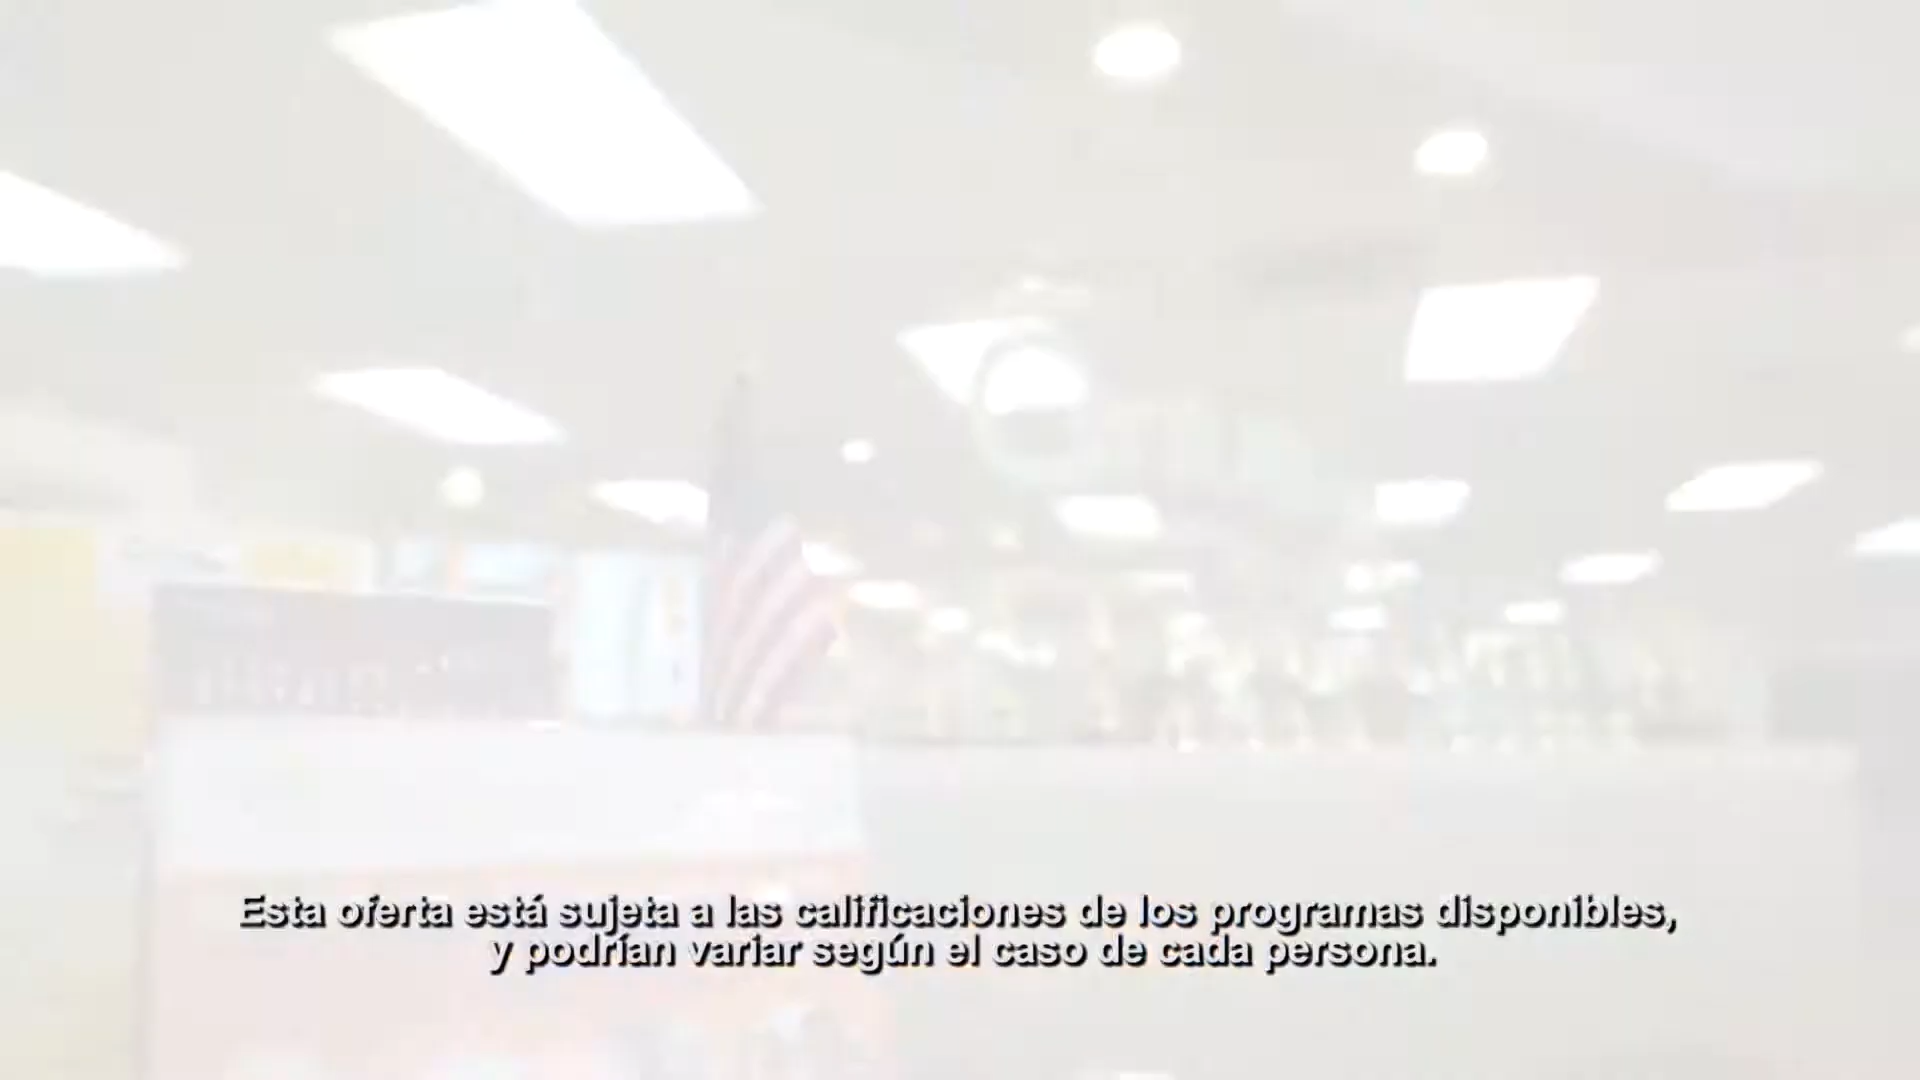 Esta oferta está sujeta a las calificaciones de los programas disponibles,
y podrían variar según el caso de cada persona.